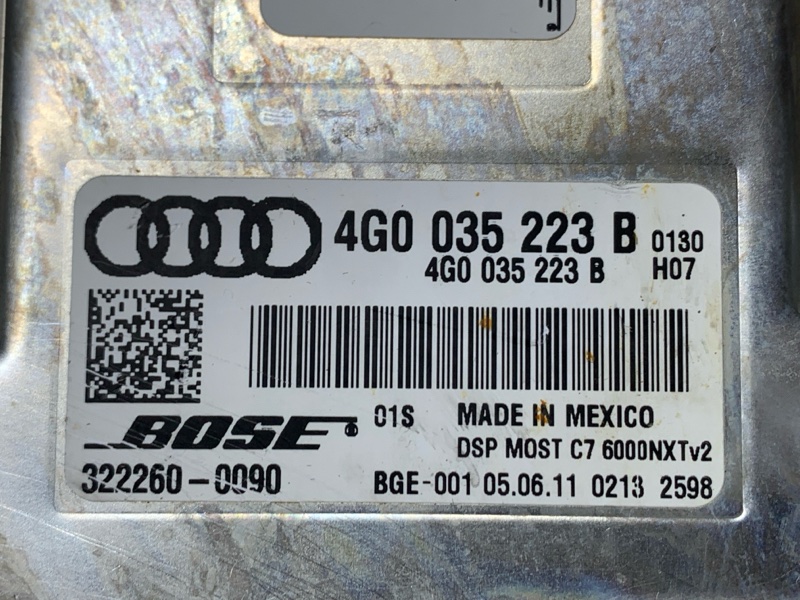 4G0 035 223 B 0130
4G0 035 223 B H07
BOSE® 01S MADE IN MEXICO
DSP MOST C7 6000NXTv2
322260-0090 BGE-001 05.06.11 0213 2598